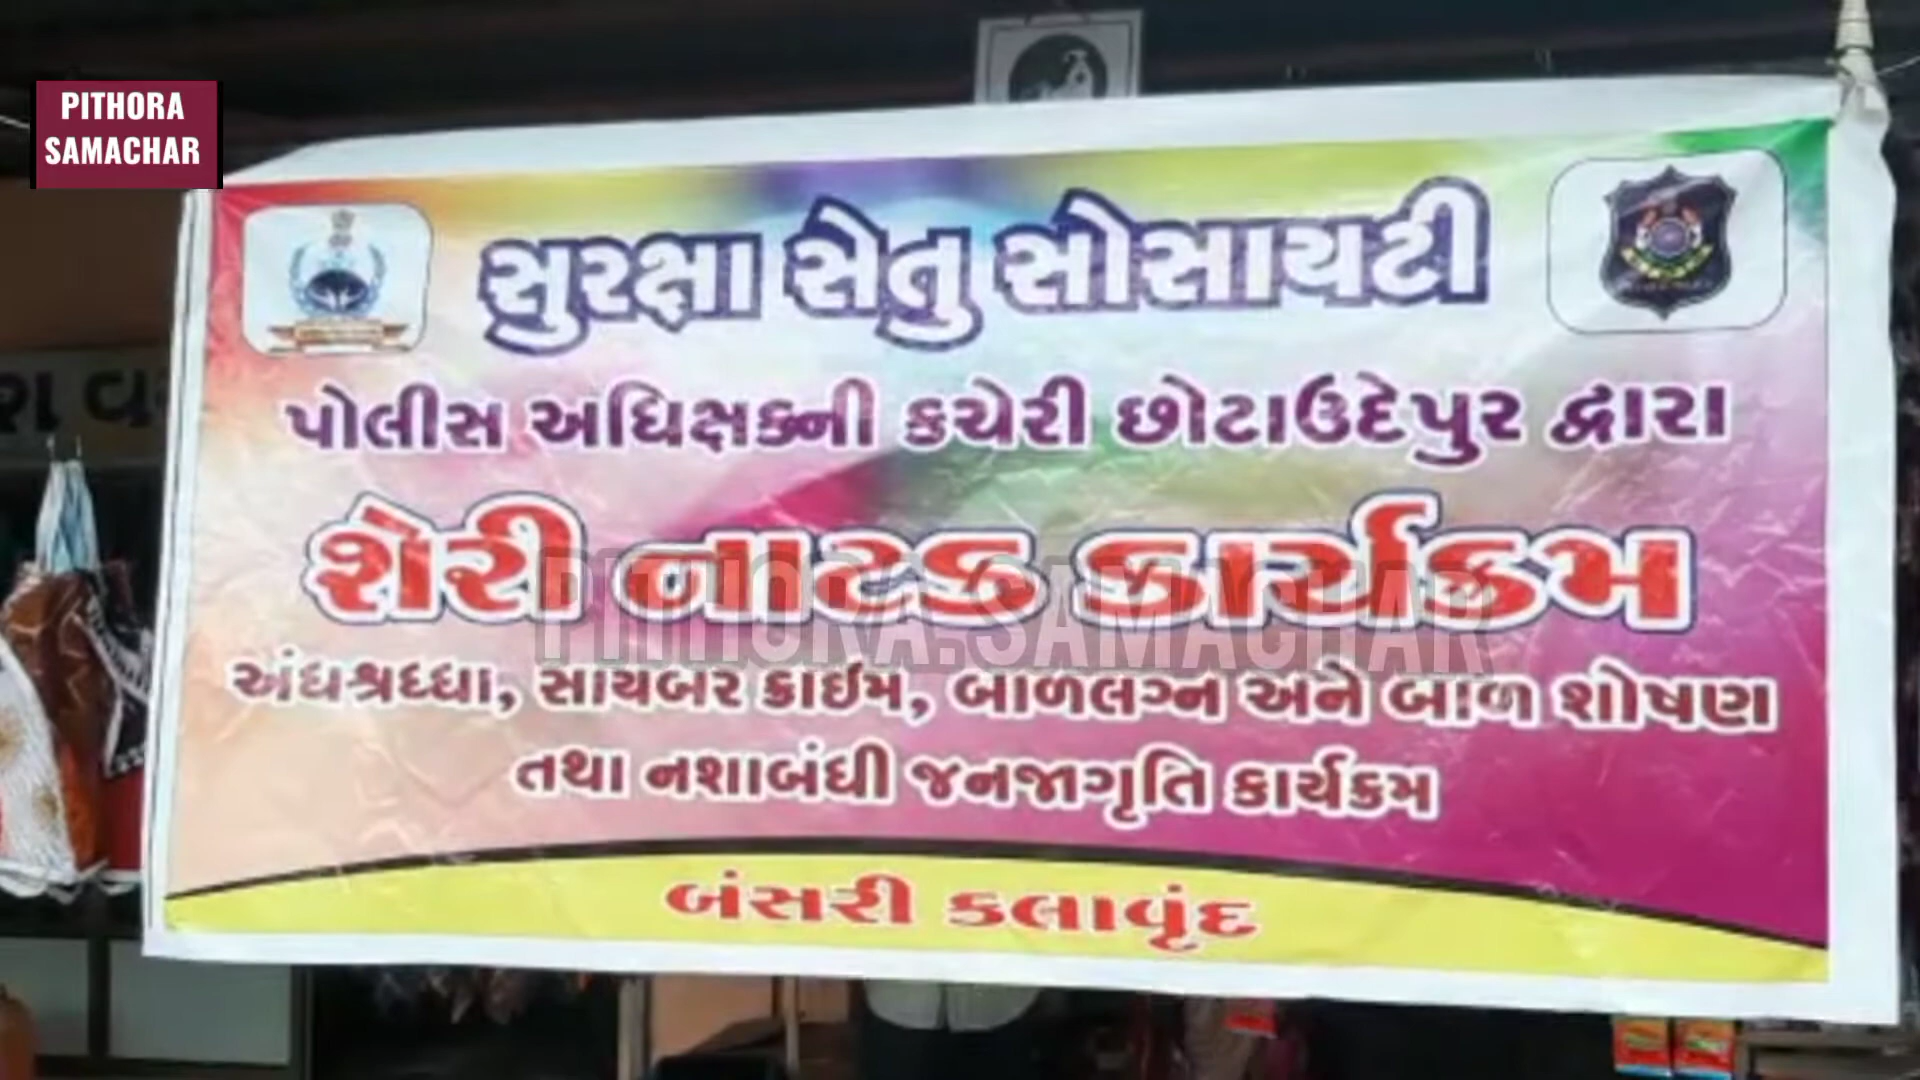 PITHORA
SAMACHAR
સુરક્ષા સેતુ સોસાયટી
પોલીસ અધિક્ષકની કચેરી છોટાઉદેપુર દ્વારા
શેરી નાટક કાર્યક્રમ
PITHORA.SAMACHAR
અંધશ્રધ્ધા, સાયબર ક્રાઈમ, બાળલગ્ન અને બાળ શોષણ
તથા નશાબંધી જનજાગૃતિ કાર્યક્રમ
બંસરી કલાવૃંદ